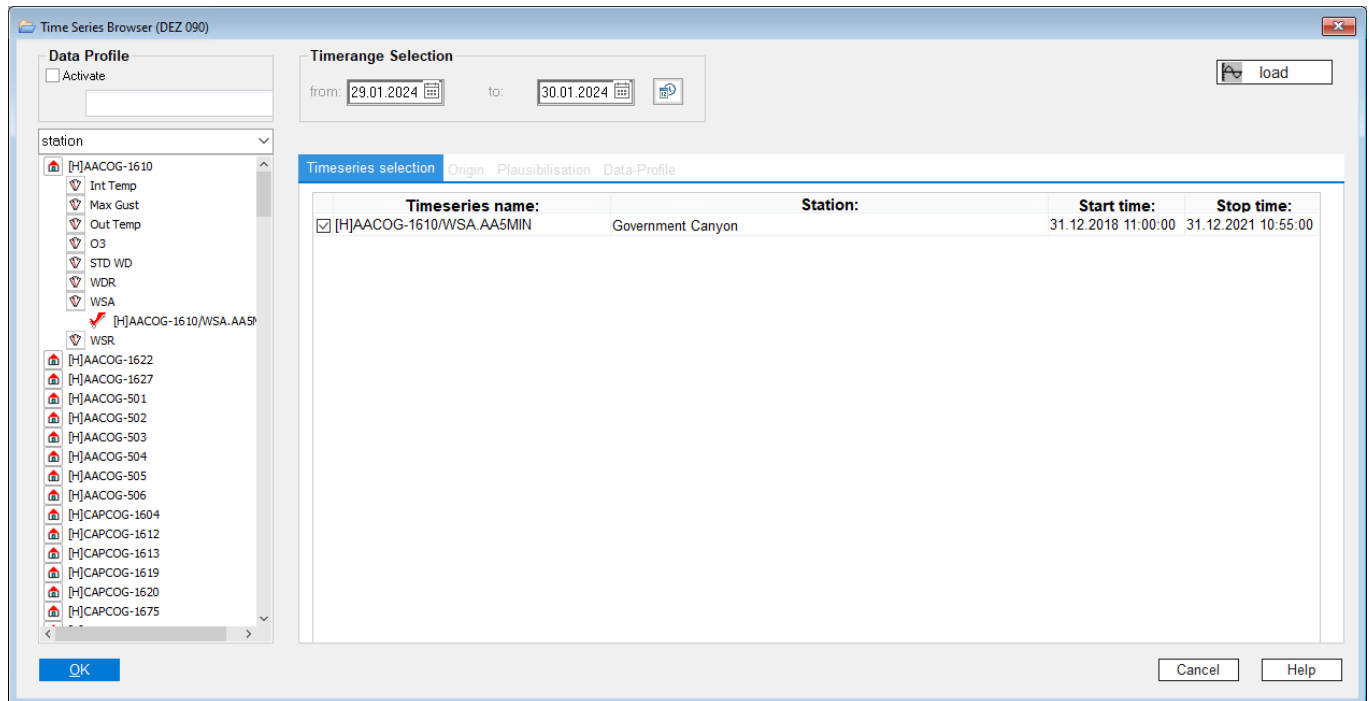 Time Series Browser (DEZ 090)
Data Profile
Activate
Timerange Selection
from: 29.01.2024 to: 30.01.2024
load
station
[H]AACOG-1610
Int Temp
Max Gust
Out Temp
O3
STD WD
WDR
WSA
[H]AACOG-1610/WSA.AA5M
WSR
[H]AACOG-1622
[H]AACOG-1627
[H]AACOG-501
[H]AACOG-502
[H]AACOG-503
[H]AACOG-504
[H]AACOG-505
[H]AACOG-506
[H]CAPCOG-1604
[H]CAPCOG-1612
[H]CAPCOG-1613
[H]CAPCOG-1619
[H]CAPCOG-1620
[H]CAPCOG-1675
Timeseries selection Origin Plausibilisation Data-Profile
Timeseries name: Station: Start time: Stop time:
[H]AACOG-1610/WSA.AA5MIN Government Canyon 31.12.2018 11:00:00 31.12.2021 10:55:00
OK Cancel Help